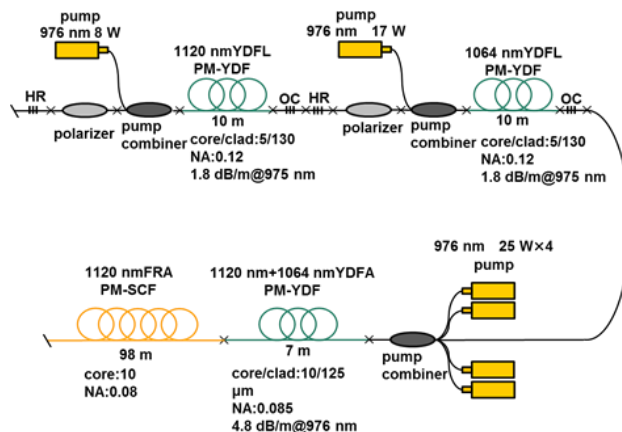 pump
976 nm 8 W
1120 nmYDFL
PM-YDF
HR
OC
10 m
polarizer
pump
combiner
core/clad:5/130
NA:0.12
1.8 dB/m@975 nm
pump
976 nm 17 W
1064 nmYDFL
PM-YDF
HR
OC
10 m
polarizer
pump
combiner
core/clad:5/130
NA:0.12
1.8 dB/m@975 nm
1120 nmFRA
PM-SCF
98 m
core:10
NA:0.08
1120 nm+1064 nmYDFA
PM-YDF
7 m
core/clad:10/125
μm
NA:0.085
4.8 dB/m@976 nm
976 nm 25 W×4
pump
pump
combiner